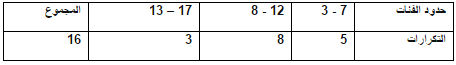 حدود الفئات 3 - 7 8 - 12 13 – 17 المجموع
التكرارات 5 8 3 16